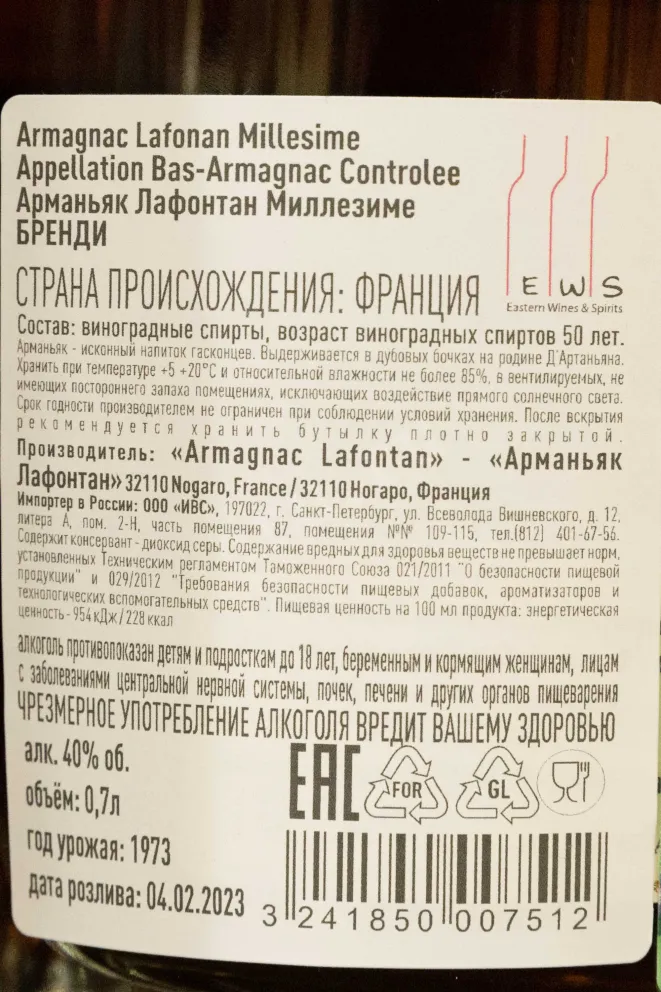 Armagnac Lafonan Millesime
Appellation Bas-Armagnac Controlee
Арманьяк Лафонтан Миллезиме
БРЕНДИ
E W S
Eastern Wines & Spirits
СТРАНА ПРОИСХОЖДЕНИЯ: ФРАНЦИЯ
Состав: виноградные спирты, возраст виноградных спиртов 50 лет.
Арманьяк - исконный напиток гасконцев. Выдерживается в дубовых бочках на родине Д'Артаньяна.
Хранить при температуре +5 +20°С и относительной влажности не более 85%, в вентилируемых, не
имеющих постороннего запаха помещениях, исключающих воздействие прямого солнечного света.
Срок годности производителем не ограничен при соблюдении условий хранения. После вскрытия
рекомендуется хранить бутылку плотно закрытой.
Производитель: «Armagnac Lafontan» - «Арманьяк
Лафонтан» 32110 Nogaro, France / 32110 Ногаро, Франция
Импортер в России: ООО «ИВС», 197022, г. Санкт-Петербург, ул. Всеволода Вишневского, д. 12,
литера А, пом. 2-Н, часть помещения 87, помещения №№ 109-115, тел.(812) 401-67-56.
Содержит консервант - диоксид серы. Содержание вредных для здоровья веществ не превышает норм,
установленных Техническим регламентом Таможенного Союза 021/2011 "О безопасности пищевой
продукции" и 029/2012 "Требования безопасности пищевых добавок, ароматизаторов и
технологических вспомогательных средств". Пищевая ценность на 100 мл продукта: энергетическая
ценность - 954 кДж / 228 ккал
алкоголь противопоказан детям и подросткам до 18 лет, беременным и кормящим женщинам, лицам
с заболеваниями центральной нервной системы, почек, печени и других органов пищеварения
ЧРЕЗМЕРНОЕ УПОТРЕБЛЕНИЕ АЛКОГОЛЯ ВРЕДИТ ВАШЕМУ ЗДОРОВЬЮ
алк. 40% об.
объём: 0,7л
год урожая: 1973
дата розлива: 04.02.2023
EAC
FOR
GL
3 241850 007512